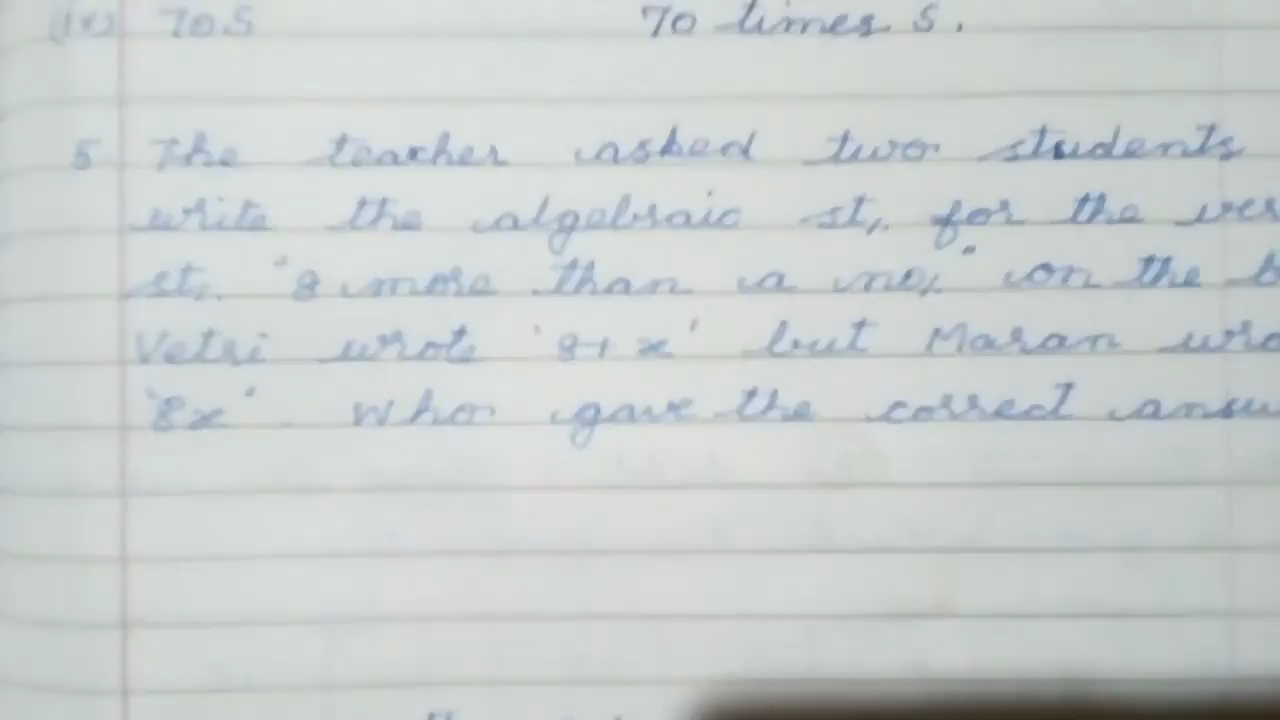 (iv) 70S 70 times S.
5 The teacher asked two students
write the algebraic st,. for the ver
st,. "8 more than a no,." on the b
Vetri wrote '8+x' but Maran wro
'8x'. Who gave the correct answ